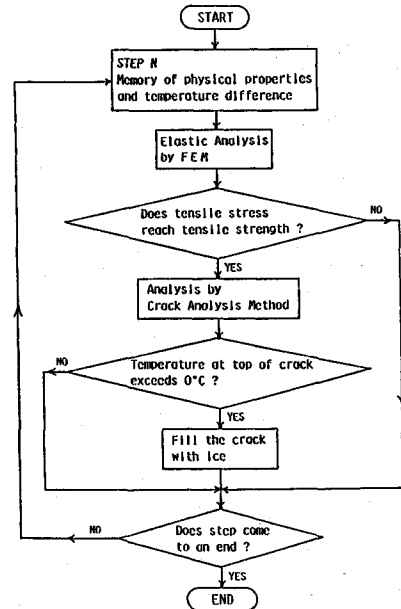 START
STEP N
Memory of physical properties
and temperature difference
Elastic Analysis
by FEM
Does tensile stress
reach tensile strength ?
NO
YES
Analysis by
Crack Analysis Method
NO
Temperature at top of crack
exceeds 0°C ?
YES
Fill the crack
with ice
NO
Does step come
to an end ?
YES
END